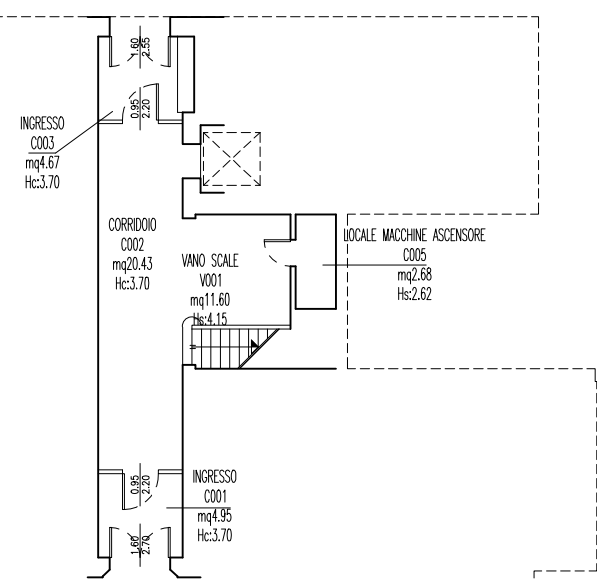 1.60
2.55
0.95
2.20
INGRESSO
C003
mq4.67
Hc:3.70
CORRIDOIO
C002
mq20.43
Hc:3.70
VANO SCALE
V001
mq11.60
Hs:4.15
LOCALE MACCHINE ASCENSORE
C005
mq2.68
Hs:2.62
0.95
2.20
INGRESSO
C001
mq4.95
Hc:3.70
1.60
2.70